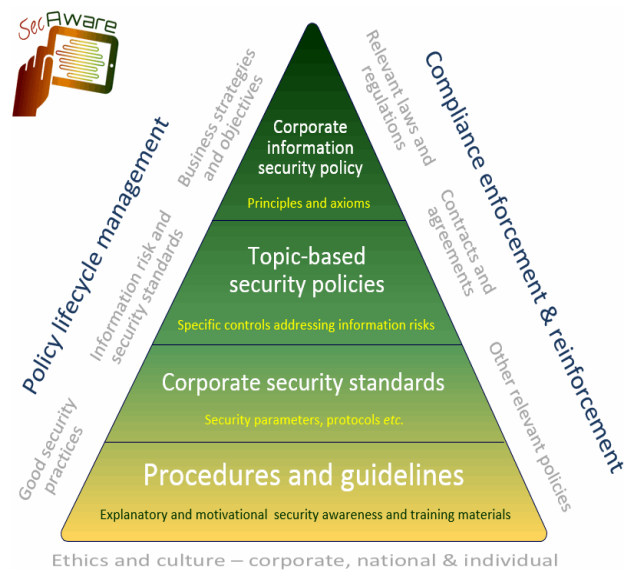 SecAware
Policy lifecycle management
Business strategies
and objectives
Information risk and
security standards
Good security
practices
Corporate
information
security policy
Principles and axioms
Topic-based
security policies
Specific controls addressing information risks
Corporate security standards
Security parameters, protocols etc.
Procedures and guidelines
Explanatory and motivational security awareness and training materials
Relevant laws and
regulations
Contracts and
agreements
Other relevant policies
Compliance enforcement & reinforcement
Ethics and culture – corporate, national & individual